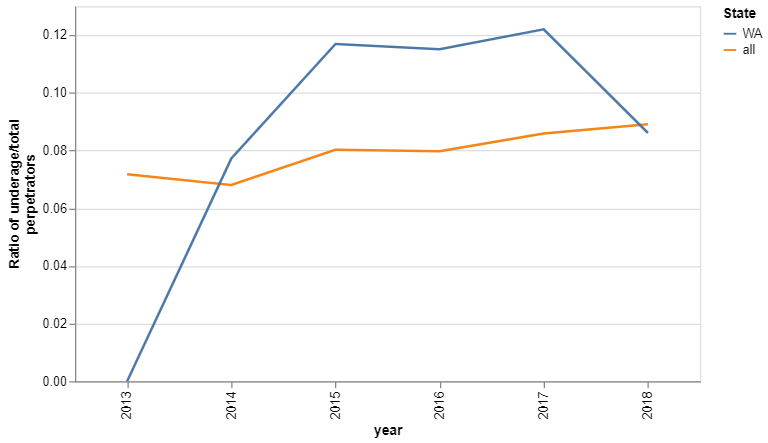 State
WA
all
0.12
0.10
0.08
0.06
0.04
0.02
0.00
Ratio of underage/total
perpetrators
2013
2014
2015
2016
2017
2018
year